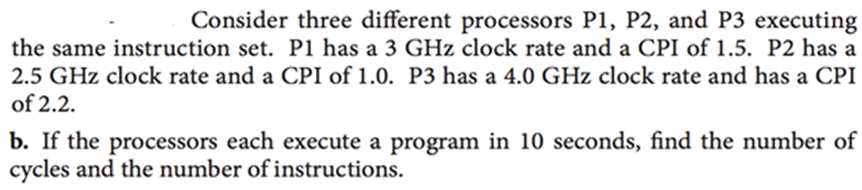 Consider three different processors P1, P2, and P3 executing
the same instruction set. P1 has a 3 GHz clock rate and a CPI of 1.5. P2 has a
2.5 GHz clock rate and a CPI of 1.0. P3 has a 4.0 GHz clock rate and has a CPI
of 2.2.
b. If the processors each execute a program in 10 seconds, find the number of
cycles and the number of instructions.